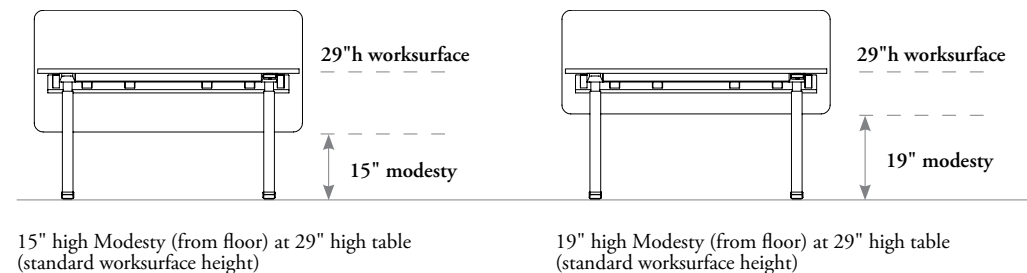 29"h worksurface
15" modesty
15" high Modesty (from floor) at 29" high table
(standard worksurface height)
29"h worksurface
19" modesty
19" high Modesty (from floor) at 29" high table
(standard worksurface height)